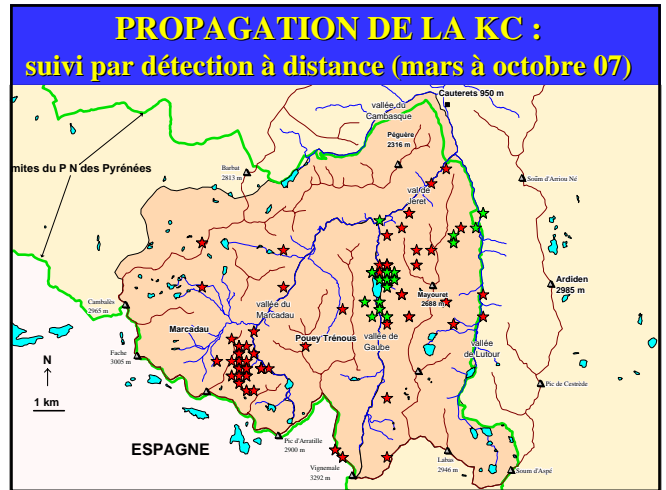 PROPAGATION DE LA KC :
suivi par détection à distance (mars à octobre 07)
Cauterets 950 m
vallée du
Cambasque
Péguère
2316 m
mites du P N des Pyrénées
Barbat
2813 m
val de
Jéret
Soum d'Arriou Né
Ardiden
2985 m
Mayouret
2688 m
Cambalès
2965 m
vallée du
Marcadau
Marcadau
Pouey Trénous
vallée de
Gaube
vallée
de Lutour
Fache
3005 m
N
1 km
Pic de Cestrède
ESPAGNE
Pic d'Arratille
2900 m
Vignemale
3292 m
Labas
2946 m
Soum d'Aspé